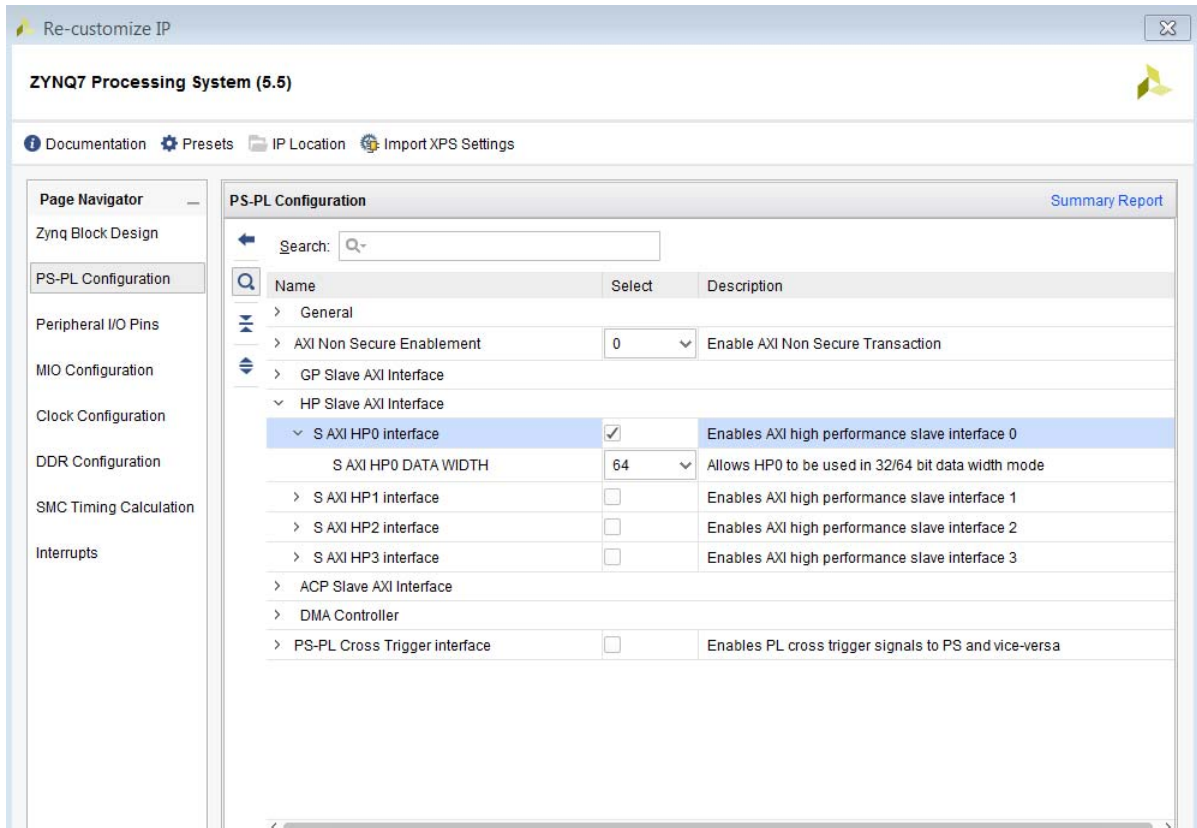 Re-customize IP
ZYNQ7 Processing System (5.5)
Documentation Presets IP Location Import XPS Settings
Page Navigator
Zynq Block Design
PS-PL Configuration
Peripheral I/O Pins
MIO Configuration
Clock Configuration
DDR Configuration
SMC Timing Calculation
Interrupts
PS-PL Configuration Summary Report
Search:
Name Select Description
General
AXI Non Secure Enablement 0 Enable AXI Non Secure Transaction
GP Slave AXI Interface
HP Slave AXI Interface
S AXI HP0 interface Enables AXI high performance slave interface 0
S AXI HP0 DATA WIDTH 64 Allows HP0 to be used in 32/64 bit data width mode
S AXI HP1 interface Enables AXI high performance slave interface 1
S AXI HP2 interface Enables AXI high performance slave interface 2
S AXI HP3 interface Enables AXI high performance slave interface 3
ACP Slave AXI Interface
DMA Controller
PS-PL Cross Trigger interface Enables PL cross trigger signals to PS and vice-versa